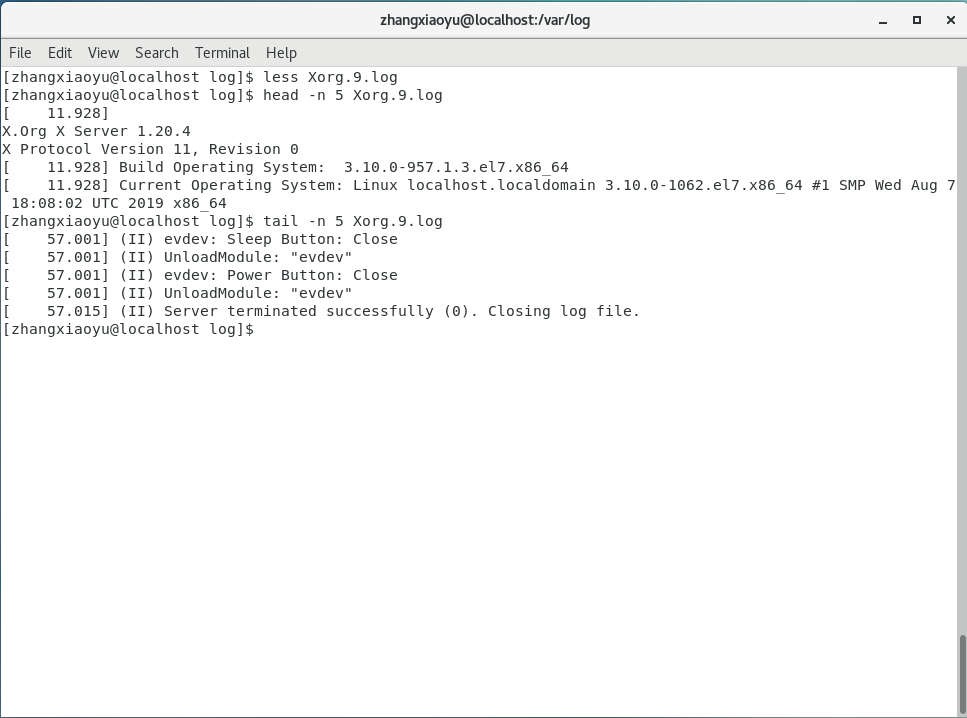 zhangxiaoyu@localhost:/var/log
File Edit View Search Terminal Help
[zhangxiaoyu@localhost log]$ less Xorg.9.log
[zhangxiaoyu@localhost log]$ head -n 5 Xorg.9.log
[    11.928]
X.Org X Server 1.20.4
X Protocol Version 11, Revision 0
[    11.928] Build Operating System:  3.10.0-957.1.3.el7.x86_64
[    11.928] Current Operating System: Linux localhost.localdomain 3.10.0-1062.el7.x86_64 #1 SMP Wed Aug 7
 18:08:02 UTC 2019 x86_64
[zhangxiaoyu@localhost log]$ tail -n 5 Xorg.9.log
[    57.001] (II) evdev: Sleep Button: Close
[    57.001] (II) UnloadModule: "evdev"
[    57.001] (II) evdev: Power Button: Close
[    57.001] (II) UnloadModule: "evdev"
[    57.015] (II) Server terminated successfully (0). Closing log file.
[zhangxiaoyu@localhost log]$